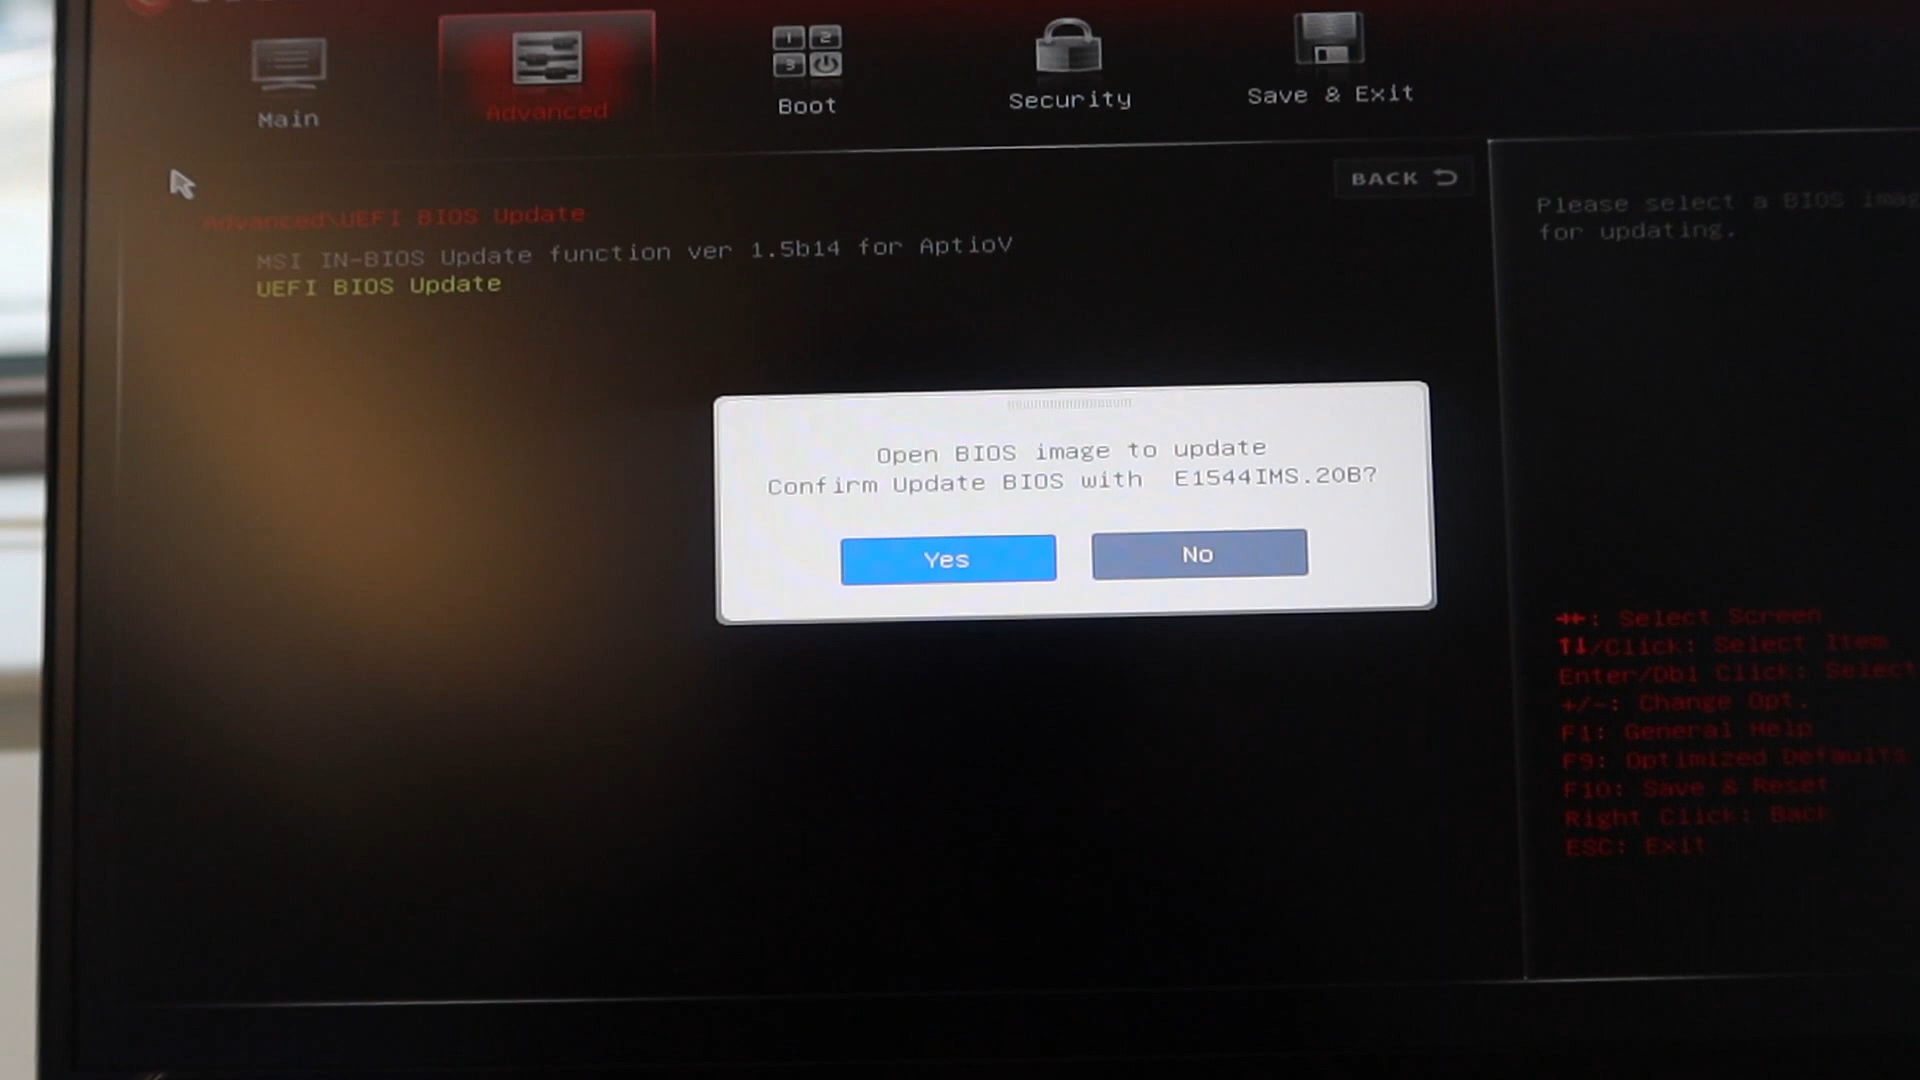 Main
Advanced
Boot
Security
Save & Exit
BACK
Advanced\UEFI BIOS Update
MSI IN-BIOS Update function ver 1.5b14 for AptioV
UEFI BIOS Update
Please select a BIOS imag
for updating.
Open BIOS image to update
Confirm Update BIOS with E1544IMS.20B?
Yes
No
→←: Select Screen
↑↓/Click: Select Item
Enter/Dbl Click: Select
+/-: Change Opt.
F1: General Help
F9: Optimized Defaults
F10: Save & Reset
Right Click: Back
ESC: Exit